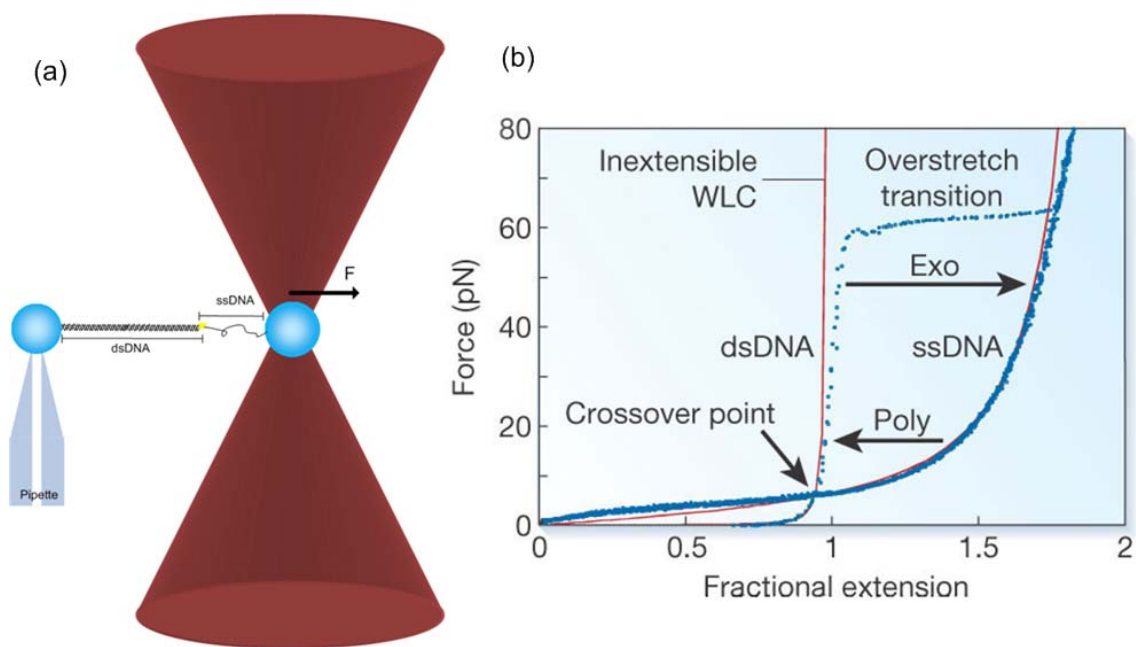 (a)
F
ssDNA
dsDNA
Pipette
(b)
80
60
40
20
0
Force (pN)
Inextensible
WLC
Overstretch
transition
Exo
dsDNA
ssDNA
Crossover point
Poly
0
0.5
1
1.5
2
Fractional extension